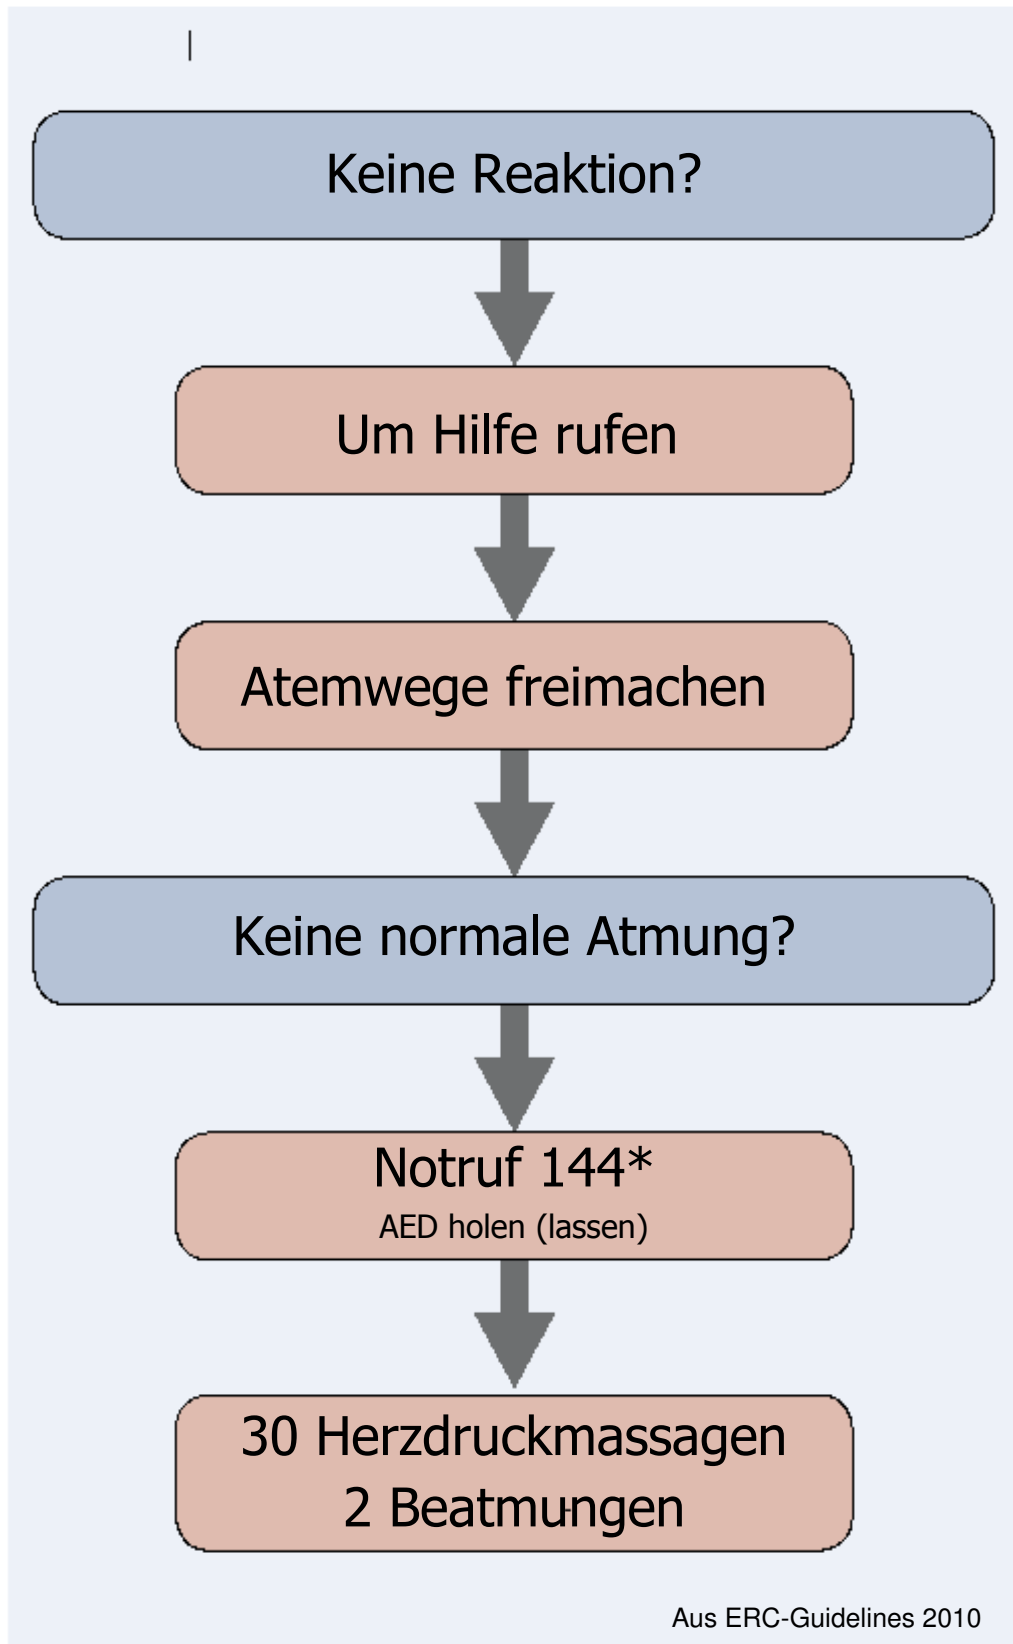 Keine Reaktion?
Um Hilfe rufen
Atemwege freimachen
Keine normale Atmung?
Notruf 144*
AED holen (lassen)
30 Herzdruckmassagen
2 Beatmungen
Aus ERC-Guidelines 2010